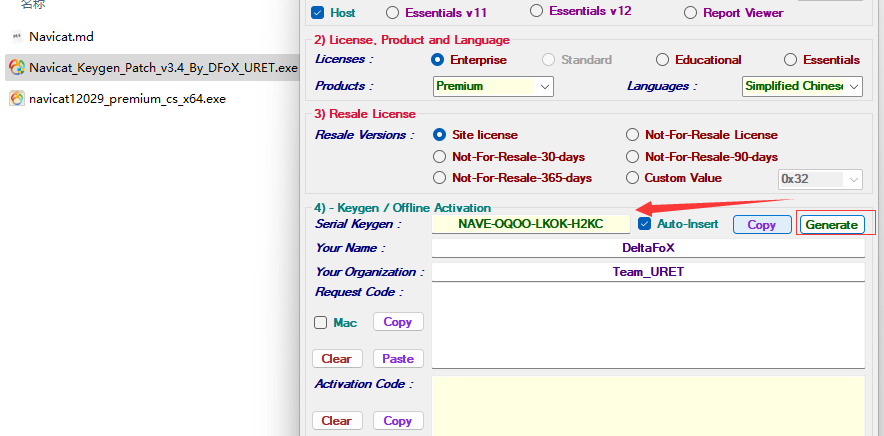 名称
Navicat.md
Navicat_Keygen_Patch_v3.4_By_DFoX_URET.exe
navicat12029_premium_cs_x64.exe
Host Essentials v11 Essentials v12 Report Viewer
2) License, Product and Language
Licenses : Enterprise Standard Educational Essentials
Products : Premium Languages : Simplified Chinese
3) Resale License
Resale Versions : Site license Not-For-Resale License
Not-For-Resale-30-days Not-For-Resale-90-days
Not-For-Resale-365-days Custom Value 0x32
4) - Keygen / Offline Activation
Serial Keygen : NAVE-OQOO-LKOK-H2KC Auto-Insert Copy Generate
Your Name : DeltaFoX
Your Organization : Team_URET
Request Code :
Mac Copy
Clear Paste
Activation Code :
Clear Copy